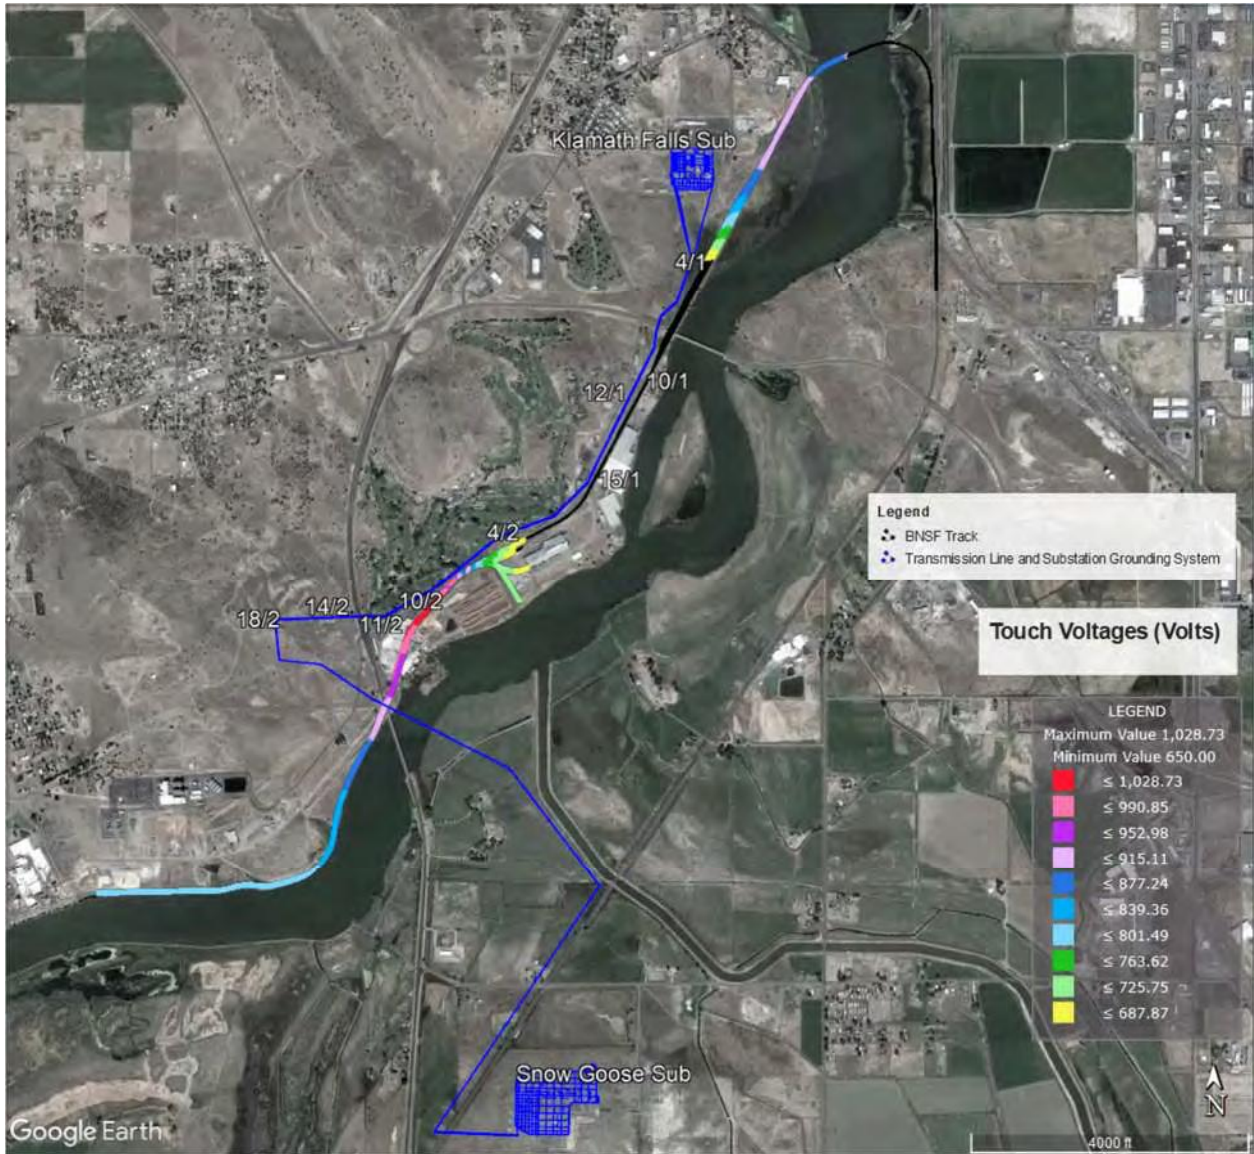 Klamath Falls Sub
4/1
12/1
10/1
15/1
4/2
10/2
14/2
11/2
18/2
Legend
BNSF Track
Transmission Line and Substation Grounding System
Touch Voltages (Volts)
LEGEND
Maximum Value 1,028.73
Minimum Value 650.00
≤ 1,028.73
≤ 990.85
≤ 952.98
≤ 915.11
≤ 877.24
≤ 839.36
≤ 801.49
≤ 763.62
≤ 725.75
≤ 687.87
Snow Goose Sub
N
Google Earth
4000 ft